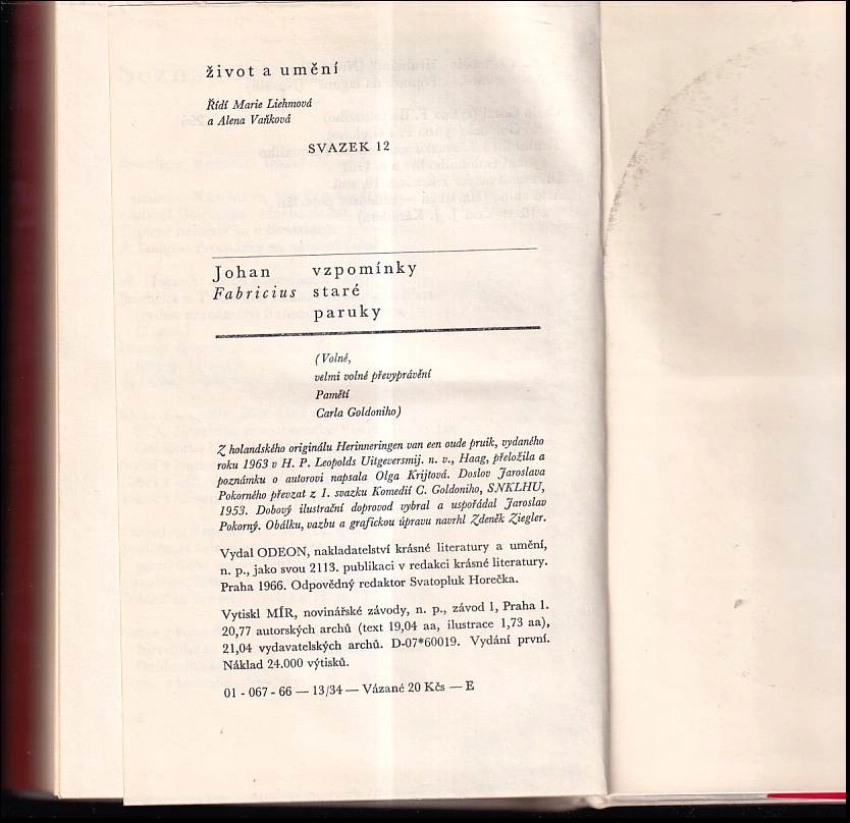 život a umění
Řídí Marie Liehmová
a Alena Vaňková
SVAZEK 12
Johan vzpomínky
Fabricius staré
paruky
(Volné,
velmi volné převyprávění
Pamětí
Carla Goldoniho)
Z holandského originálu Herinneringen van een oude pruik, vydaného
roku 1963 v H. P. Leopolds Uitgeversmij. n. v., Haag, přeložila a
poznámku o autorovi napsala Olga Krijtová. Doslov Jaroslava
Pokorného převzat z 1. svazku Komedií C. Goldoniho, SNKLHU,
1953. Dobový ilustrační doprovod vybral a uspořádal Jaroslav
Pokorný. Obálku, vazbu a grafickou úpravu navrhl Zdeněk Ziegler.
Vydal ODEON, nakladatelství krásné literatury a umění,
n. p., jako svou 2113. publikaci v redakci krásné literatury.
Praha 1966. Odpovědný redaktor Svatopluk Horečka.
Vytiskl MÍR, novinářské závody, n. p., závod 1, Praha 1.
20,77 autorských archů (text 19,04 aa, ilustrace 1,73 aa),
21,04 vydavatelských archů. D-07*60019. Vydání první.
Náklad 24.000 výtisků.
01 - 067 - 66 — 13/34 — Vázané 20 Kčs — E